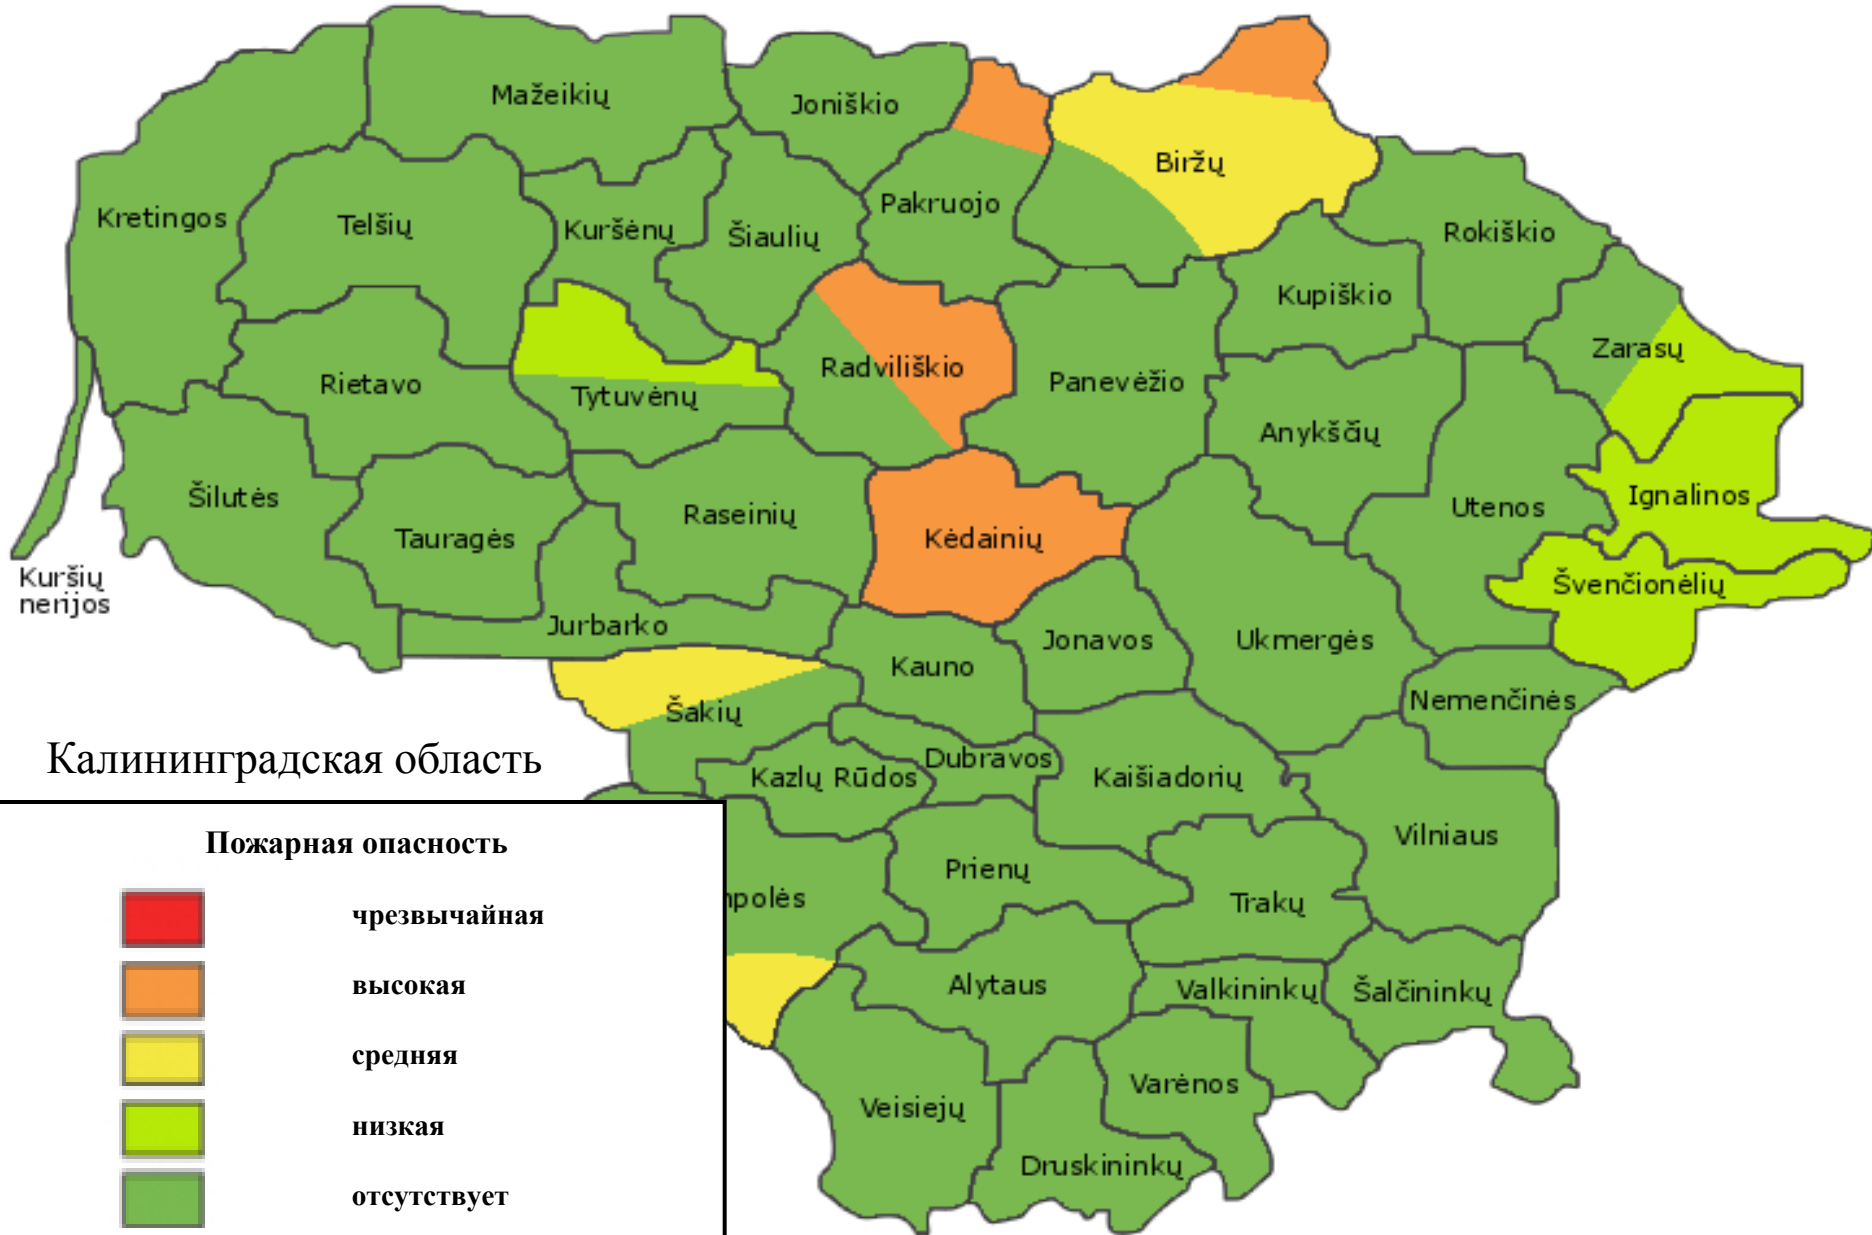 Mažeikių
Joniškio
Biržų
Kretingos
Telšių
Kuršėnų
Šiaulių
Pakruojo
Rokiškio
Kupiškio
Zarasų
Rietavo
Tytuvėnų
Radviliškio
Panevėžio
Anykščių
Šilutės
Tauragės
Raseinių
Kėdainių
Utenos
Ignalinos
Kuršių
nerijos
Švenčionėlių
Jurbarko
Kauno
Jonavos
Ukmergės
Nemenčinės
Šakių
Калининградская область
Kazlų Rūdos
Dubravos
Kaišiadorių
Vilniaus
Prienų
Trakų
mpolės
Alytaus
Valkininkų
Šalčininkų
Veisiejų
Varėnos
Druskininkų
Пожарная опасность
чрезвычайная
высокая
средняя
низкая
отсутствует